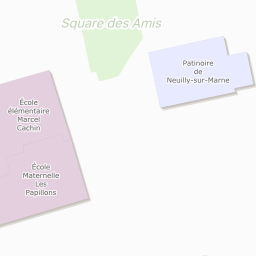 Square des Amis
Patinoire
de
Neuilly-sur-Marne
École
élémentaire
Marcel
Cachin
École
Maternelle
Les
Papillons